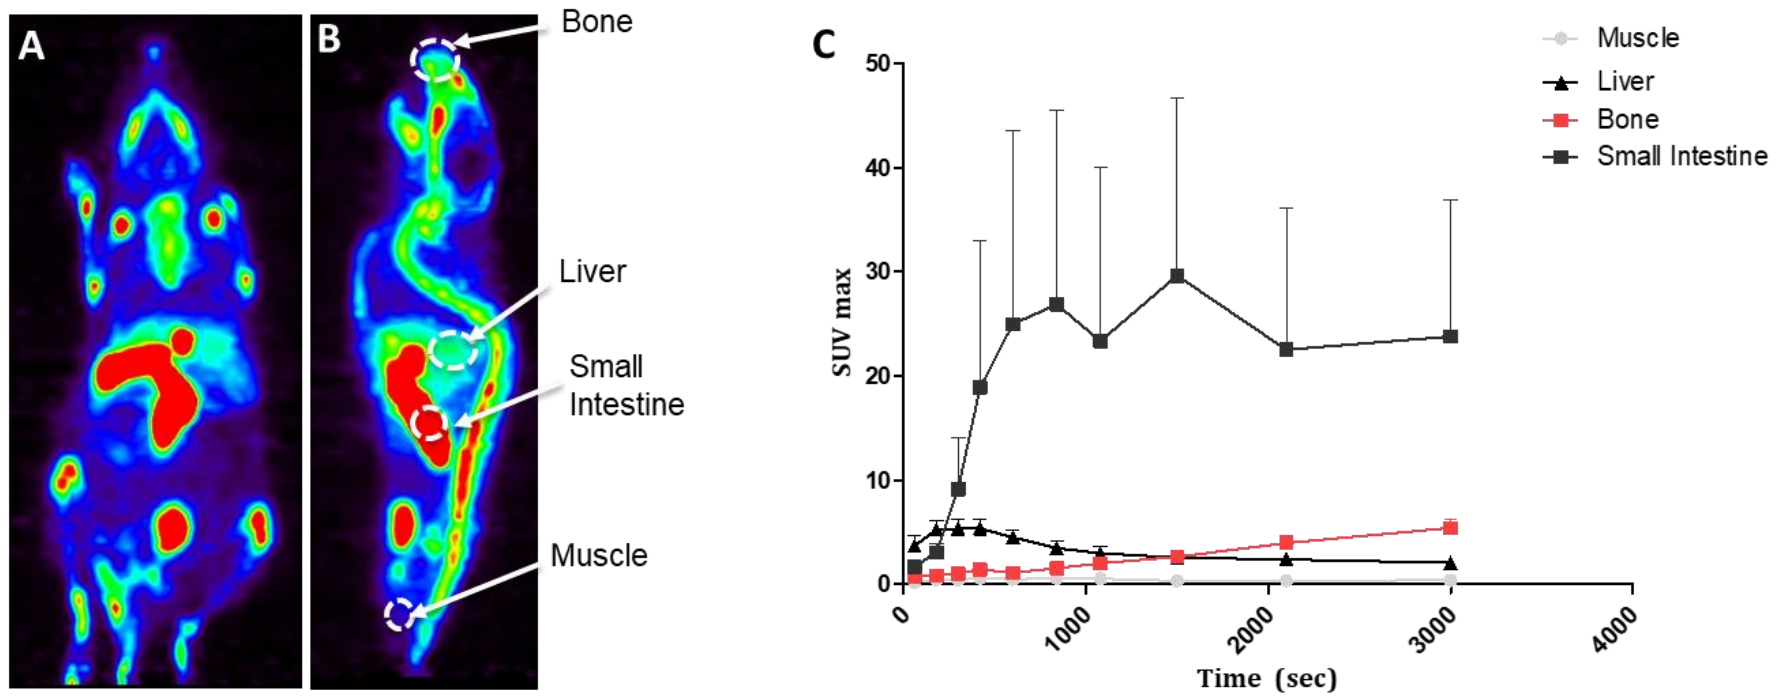 A
B
Bone
Liver
Small
Intestine
Muscle
C
Muscle
Liver
Bone
Small Intestine
50
40
30
20
10
0
SUV max
0
1000
2000
3000
4000
Time (sec)